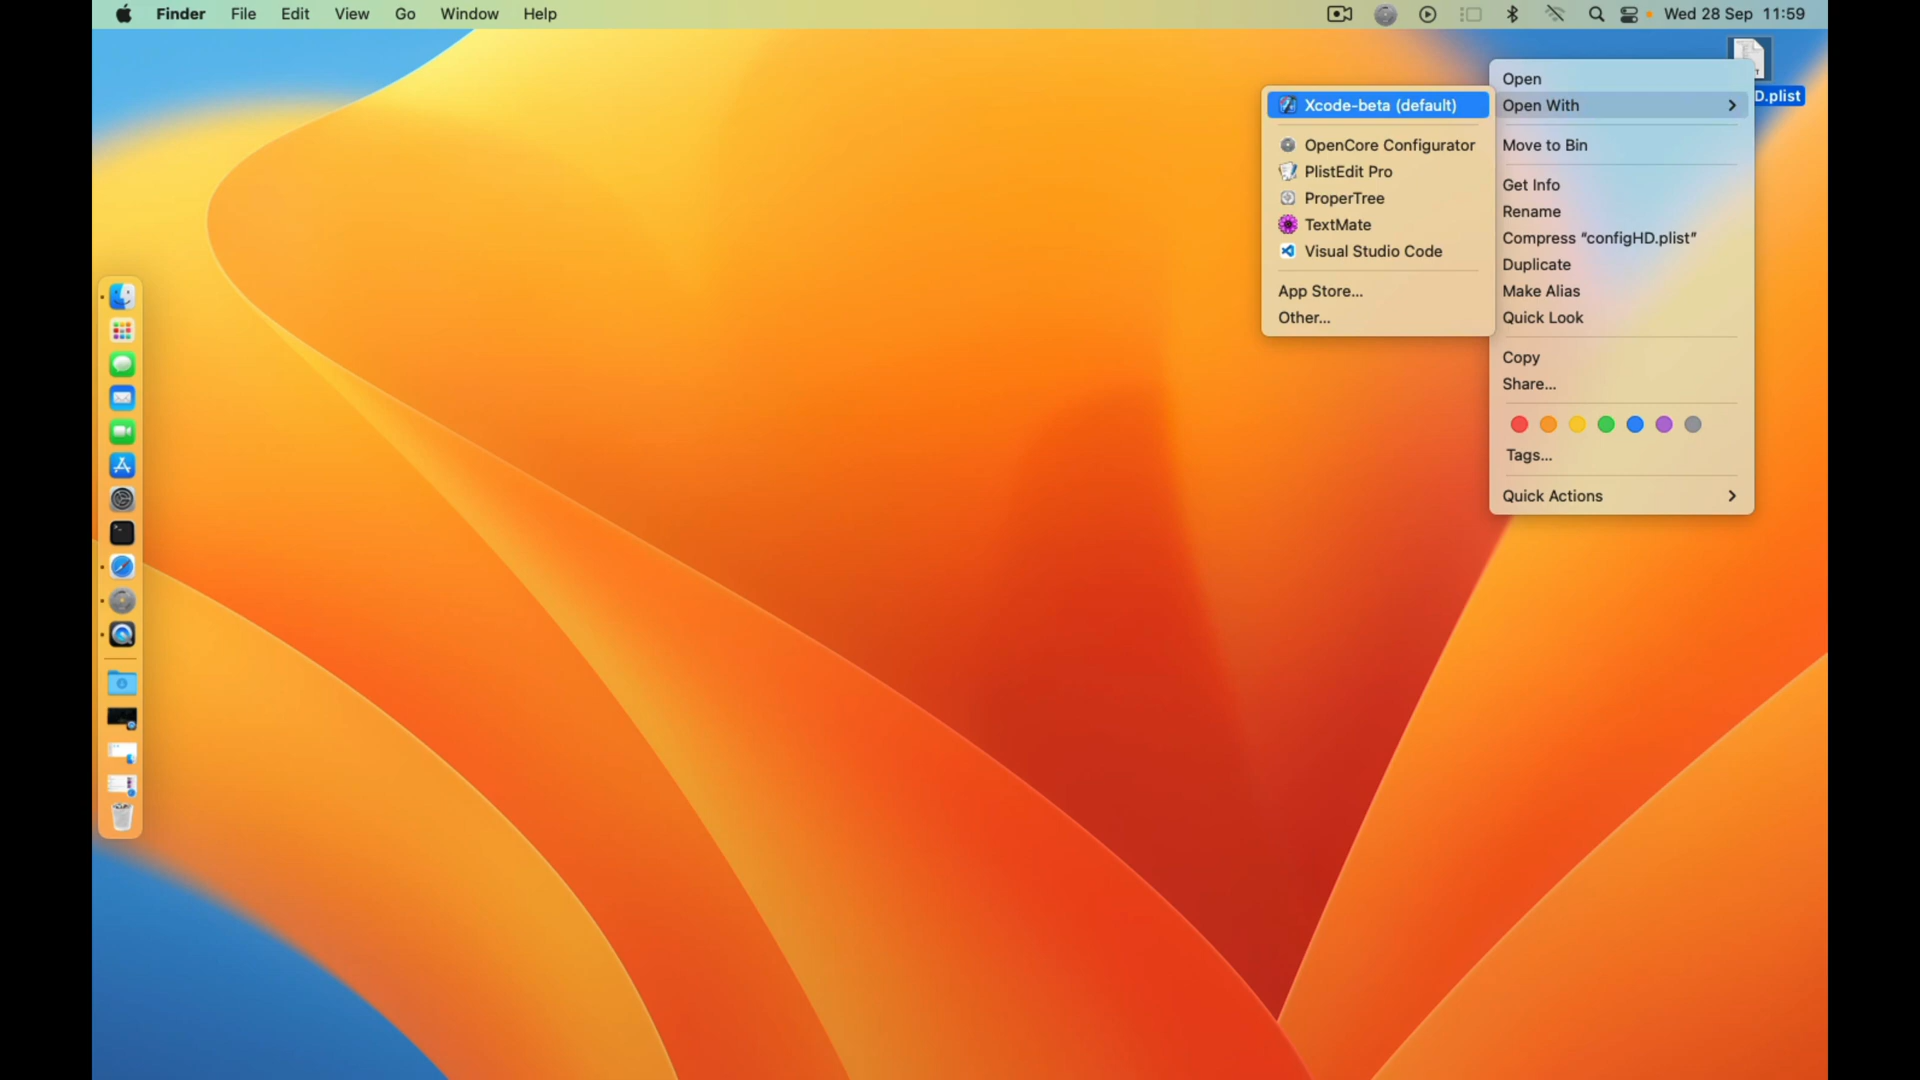 Finder File Edit View Go Window Help
Wed 28 Sep 11:59
D.plist
Open
Open With
Move to Bin
Get Info
Rename
Compress “configHD.plist”
Duplicate
Make Alias
Quick Look
Copy
Share...
Tags...
Quick Actions
Xcode-beta (default)
OpenCore Configurator
PlistEdit Pro
ProperTree
TextMate
Visual Studio Code
App Store...
Other...